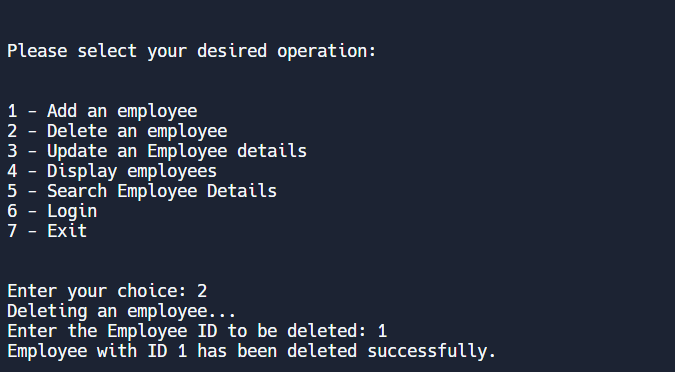 Please select your desired operation:
1 - Add an employee
2 - Delete an employee
3 - Update an Employee details
4 - Display employees
5 - Search Employee Details
6 - Login
7 - Exit
Enter your choice: 2
Deleting an employee...
Enter the Employee ID to be deleted: 1
Employee with ID 1 has been deleted successfully.